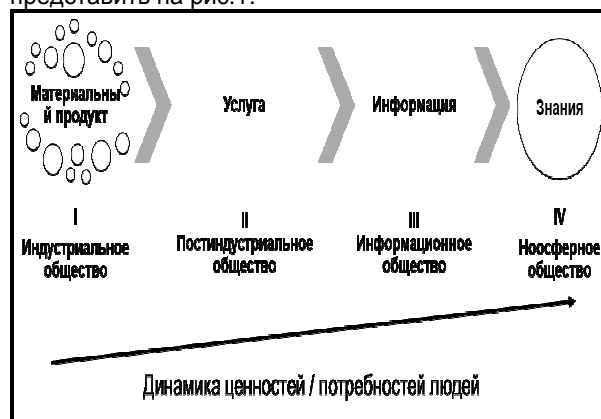 представить на рис.1.
Материальны
й продукт
Услуга
Информация
Знания
I
II
III
IV
Индустриальное
общество
Постиндустриальное
общество
Информационное
общество
Ноосферное
общество
Динамика ценностей / потребностей людей